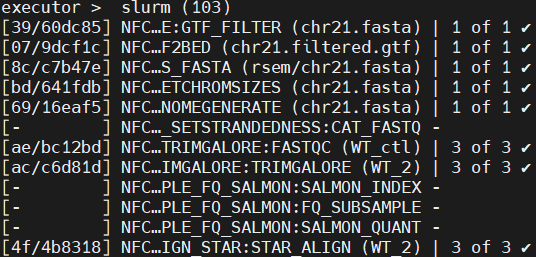 executor >  slurm (103)
[39/60dc85] NFC…E:GTF_FILTER (chr21.fasta) | 1 of 1 ✔
[07/9dcf1c] NFC…F2BED (chr21.filtered.gtf) | 1 of 1 ✔
[8c/c7b47e] NFC…S_FASTA (rsem/chr21.fasta) | 1 of 1 ✔
[bd/641fdb] NFC…ETCHROMSIZES (chr21.fasta) | 1 of 1 ✔
[69/16eaf5] NFC…NOMEGENERATE (chr21.fasta) | 1 of 1 ✔
[-        ] NFC…_SETSTRANDEDNESS:CAT_FASTQ -
[ae/bc12bd] NFC…TRIMGALORE:FASTQC (WT_ctl) | 3 of 3 ✔
[ac/c6d81d] NFC…IMGALORE:TRIMGALORE (WT_2) | 3 of 3 ✔
[-        ] NFC…PLE_FQ_SALMON:SALMON_INDEX -
[-        ] NFC…PLE_FQ_SALMON:FQ_SUBSAMPLE -
[-        ] NFC…PLE_FQ_SALMON:SALMON_QUANT -
[4f/4b8318] NFC…IGN_STAR:STAR_ALIGN (WT_2) | 3 of 3 ✔